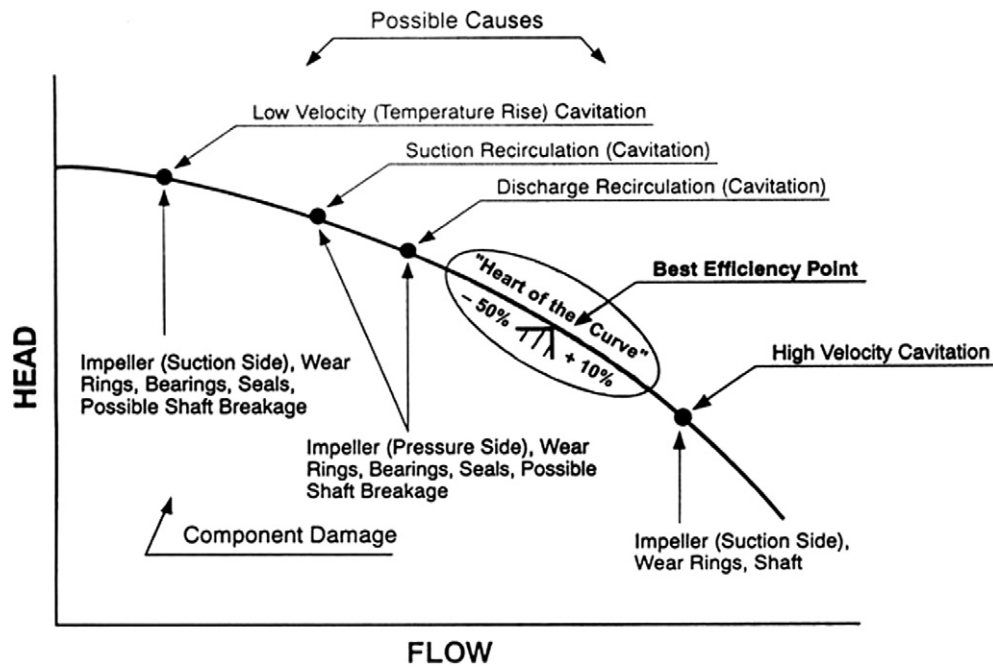 Possible Causes
Low Velocity (Temperature Rise) Cavitation
Suction Recirculation (Cavitation)
Discharge Recirculation (Cavitation)
"Heart of the Curve"
Best Efficiency Point
– 50%
+ 10%
High Velocity Cavitation
HEAD
Impeller (Suction Side), Wear
Rings, Bearings, Seals,
Possible Shaft Breakage
Impeller (Pressure Side), Wear
Rings, Bearings, Seals, Possible
Shaft Breakage
Component Damage
Impeller (Suction Side),
Wear Rings, Shaft
FLOW